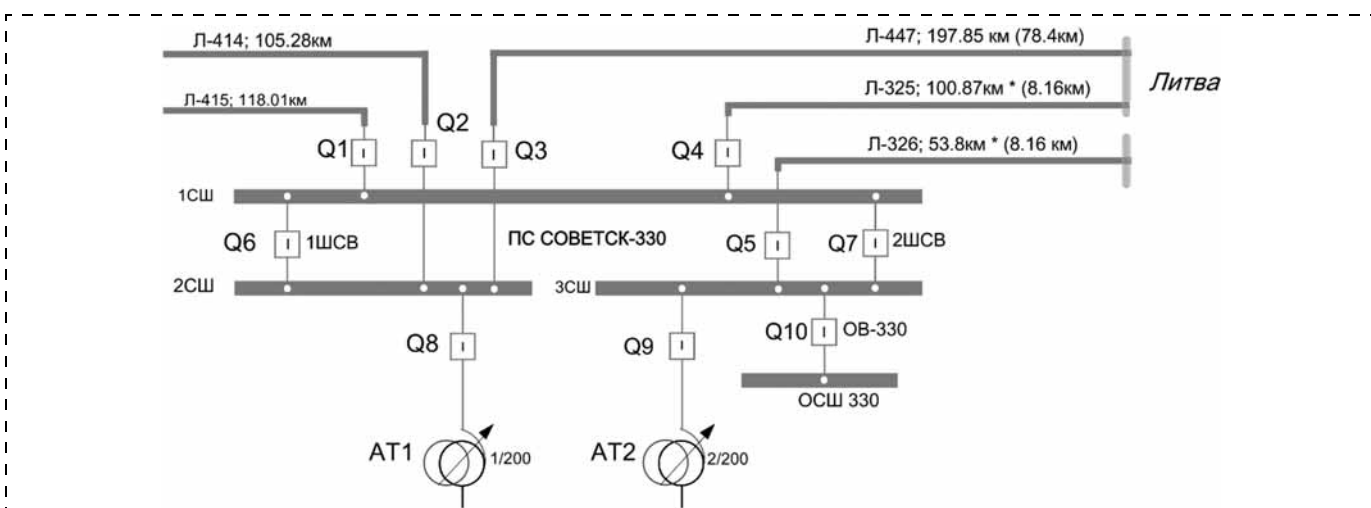 Л-414; 105.28км
Л-447; 197.85 км (78.4км)
Литва
Л-325; 100.87км * (8.16км)
Л-415; 118.01км
Q2
Л-326; 53.8км * (8.16 км)
Q1
Q3
Q4
1СШ
Q6
1ШСВ
ПС СОВЕТСК-330
Q5
Q7
2ШСВ
2СШ
3СШ
Q8
Q9
Q10
ОВ-330
ОСШ 330
АТ1
1/200
АТ2
2/200